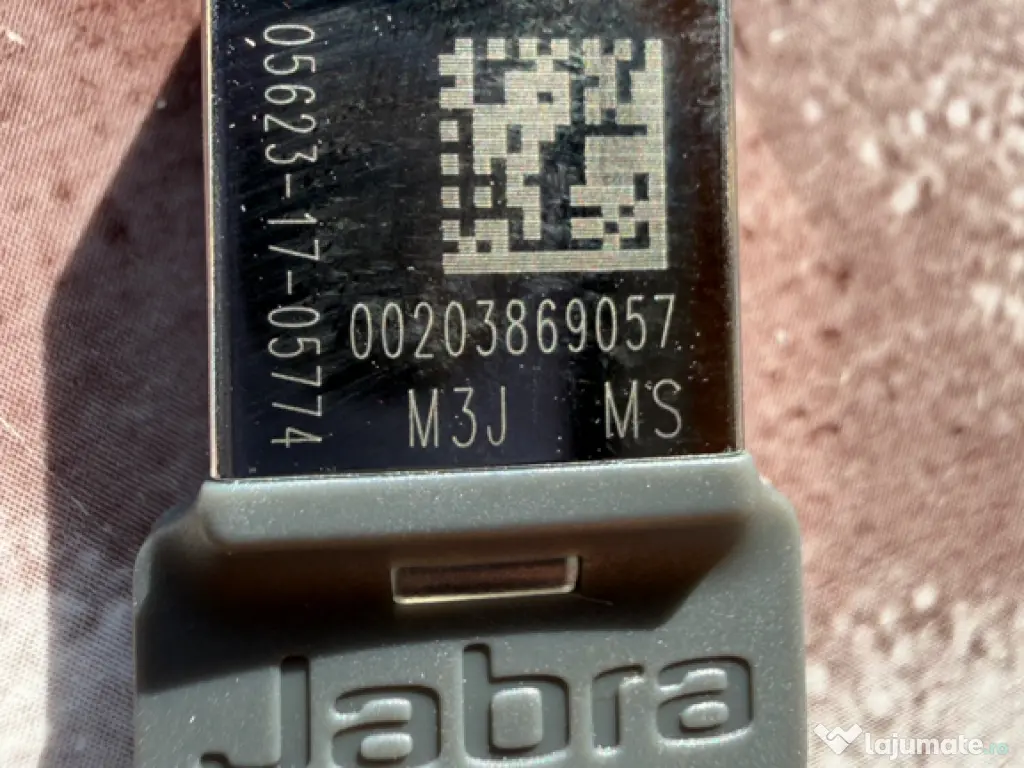 05623-17-05774
00203869057
M3J MS
Jabra
lajumate.ro